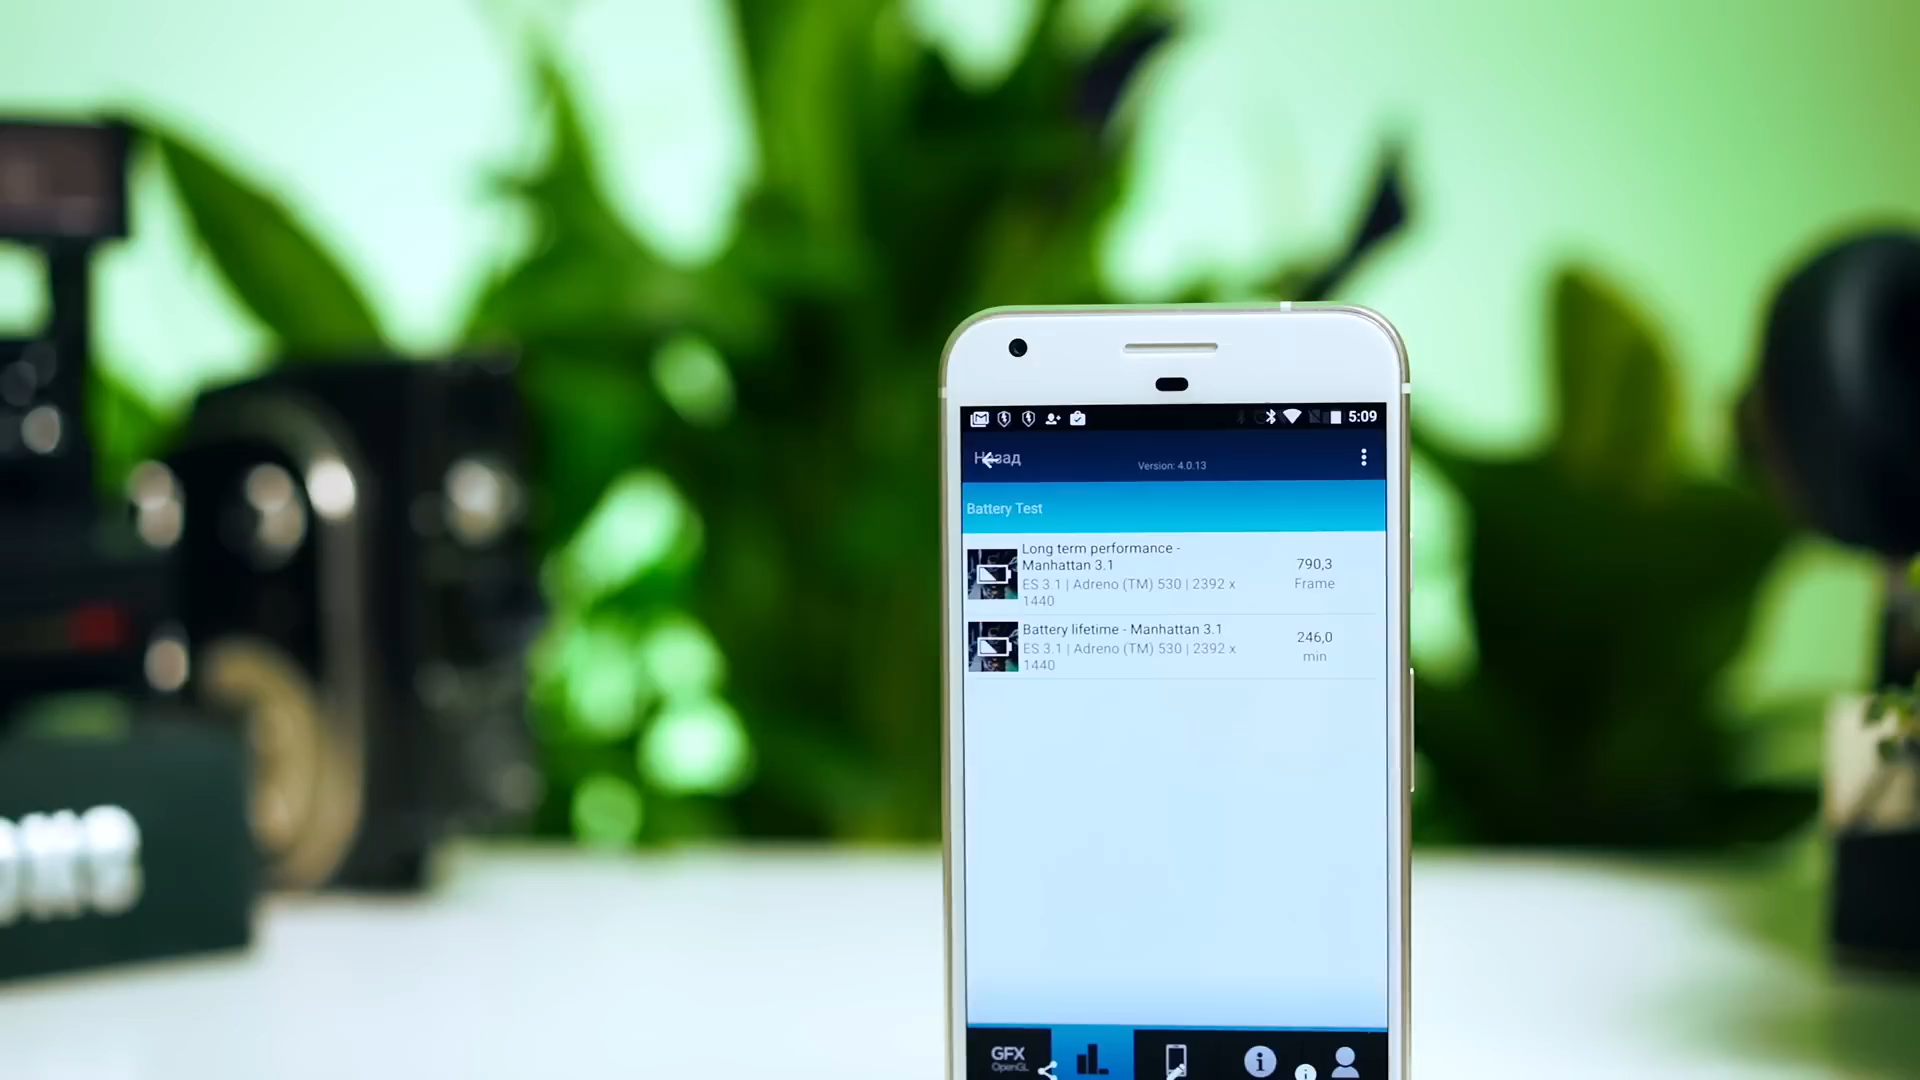 5:09
Назад
Version: 4.0.13
Battery Test
Long term performance -
Manhattan 3.1
790,3
ES 3.1 | Adreno (TM) 530 | 2392 x
Frame
1440
Battery lifetime - Manhattan 3.1
246,0
ES 3.1 | Adreno (TM) 530 | 2392 x
min
1440
GFX
OpenGL